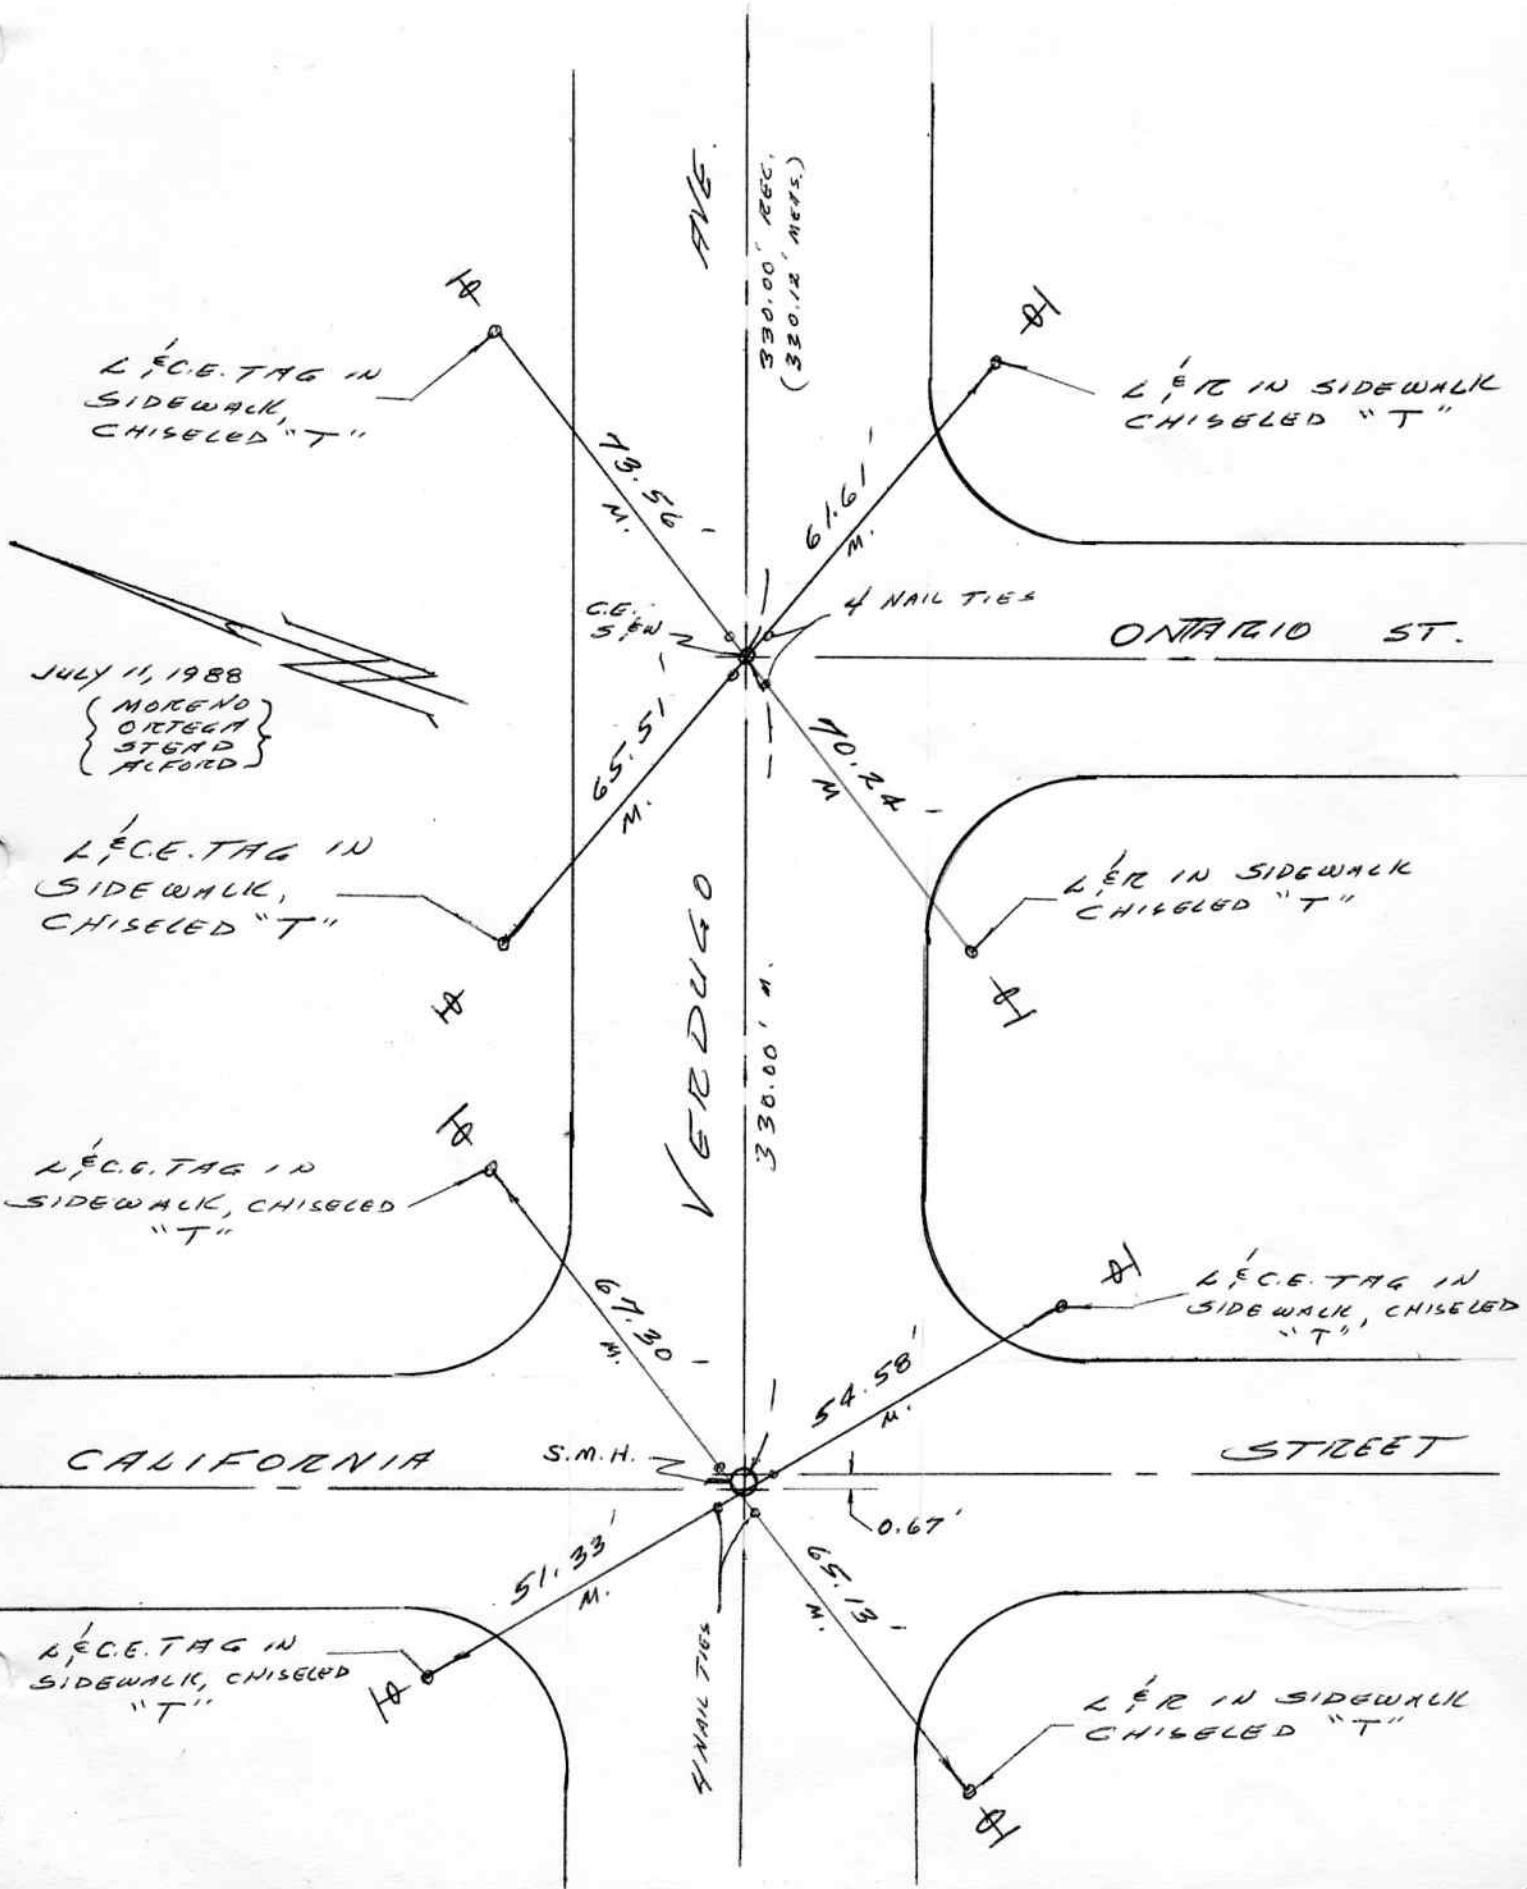 AVE.
330.00' REC.
(330.12' MEAS.)
L, & C.E. TAG IN
SIDEWALK,
CHISELED "T"
L, & R IN SIDEWALK
CHISELED "T"
73.56'
M.
61.61'
M.
C.E.
S, & W
4 NAIL TIES
ONTARIO ST.
JULY 11, 1988
MORENO
ORTEGA
STEAD
ALFORD
65.51'
M.
70.24'
M
L, & C.E. TAG IN
SIDEWALK,
CHISELED "T"
L, & R IN SIDEWALK
CHISELED "T"
VERDUGO
330.00' M.
L, & C.E. TAG IN
SIDEWALK, CHISELED
"T"
L, & C.E. TAG IN
SIDEWALK, CHISELED
"T"
67.30'
M.
54.58'
M.
CALIFORNIA
S.M.H.
STREET
0.67'
51.33'
M.
65.13'
M.
4 NAIL TIES
L, & C.E. TAG IN
SIDEWALK, CHISELED
"T"
L, & R IN SIDEWALK
CHISELED "T"